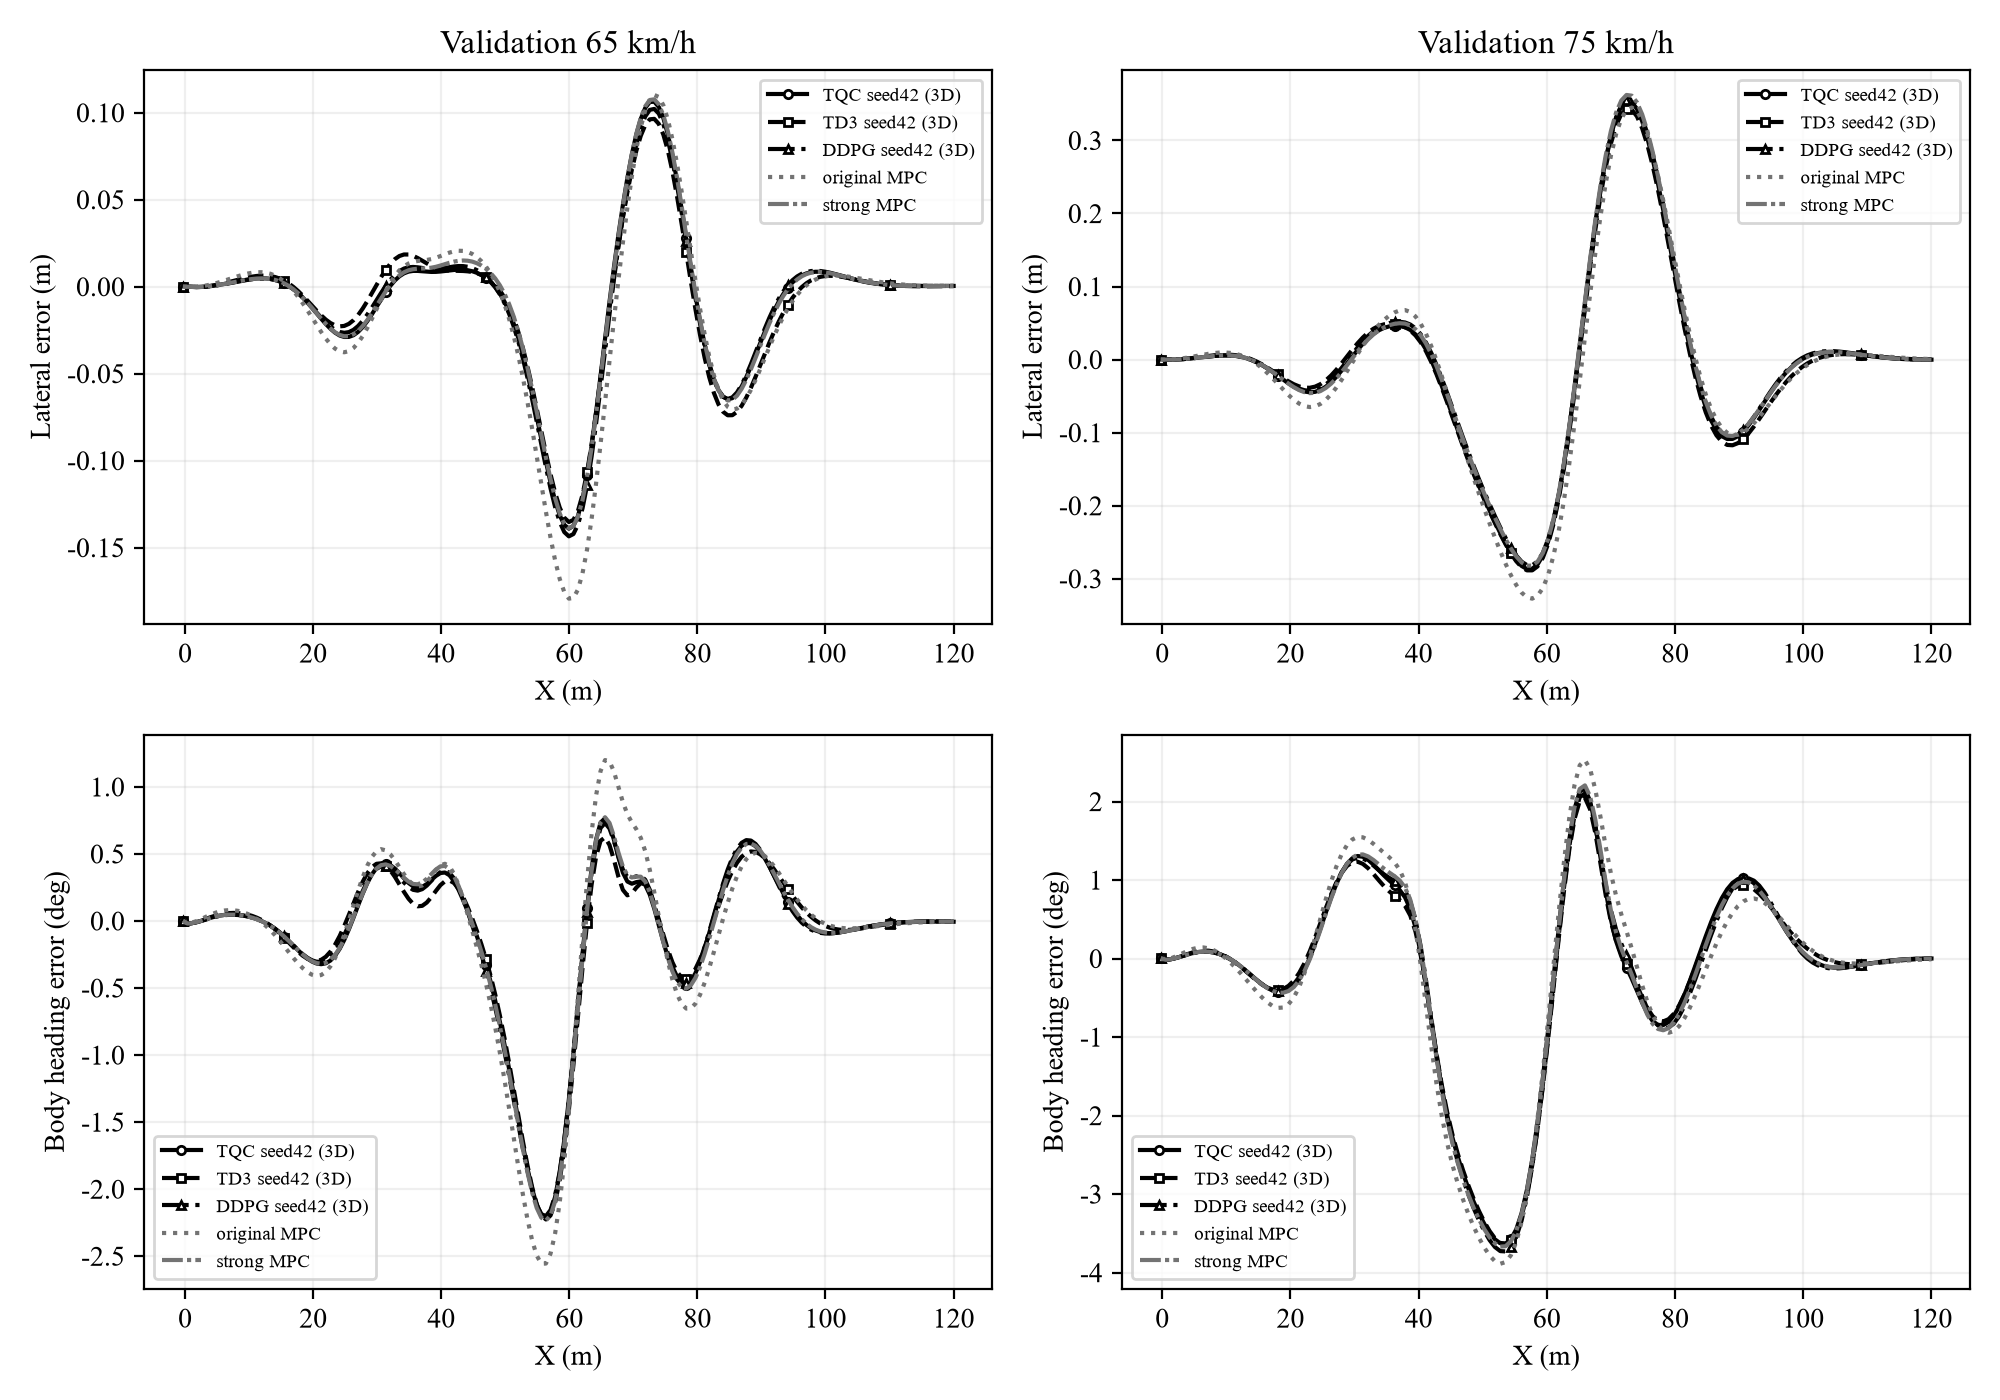 Validation 65 km/h
Lateral error (m)
0.10
0.05
0.00
-0.05
-0.10
-0.15
TQC seed42 (3D)
TD3 seed42 (3D)
DDPG seed42 (3D)
original MPC
strong MPC
0 20 40 60 80 100 120
X (m)
Validation 75 km/h
Lateral error (m)
0.3
0.2
0.1
0.0
-0.1
-0.2
-0.3
TQC seed42 (3D)
TD3 seed42 (3D)
DDPG seed42 (3D)
original MPC
strong MPC
0 20 40 60 80 100 120
X (m)
Body heading error (deg)
1.0
0.5
0.0
-0.5
-1.0
-1.5
-2.0
-2.5
TQC seed42 (3D)
TD3 seed42 (3D)
DDPG seed42 (3D)
original MPC
strong MPC
0 20 40 60 80 100 120
X (m)
Body heading error (deg)
2
1
0
-1
-2
-3
-4
TQC seed42 (3D)
TD3 seed42 (3D)
DDPG seed42 (3D)
original MPC
strong MPC
0 20 40 60 80 100 120
X (m)